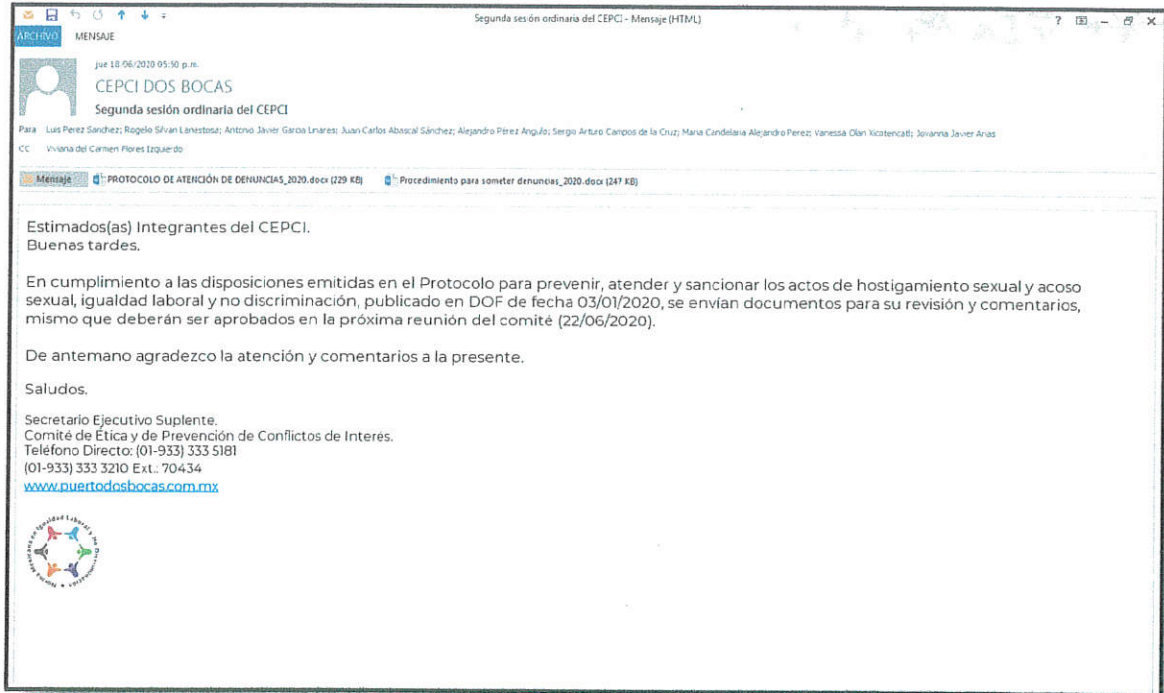 Segunda sesión ordinaria del CEPCI - Mensaje (HTML)
ARCHIVO MENSAJE
jue 18/06/2020 05:50 p.m.
CEPCI DOS BOCAS
Segunda sesión ordinaria del CEPCI
Para Luis Perez Sanchez; Rogelio Silvan Lanestosa; Antonio Javier Garcia Linares; Juan Carlos Abascal Sánchez; Alejandro Pérez Angulo; Sergio Arturo Campos de la Cruz; Maria Candelaria Alejandro Perez; Vanessa Olan Xicotencatl; Jovanna Javier Arias
CC Viviana del Carmen Flores Izquierdo
Mensaje PROTOCOLO DE ATENCIÓN DE DENUNCIAS_2020.docx (229 KB) Procedimiento para someter denuncias_2020.docx (247 KB)
Estimados(as) Integrantes del CEPCI.
Buenas tardes.
En cumplimiento a las disposiciones emitidas en el Protocolo para prevenir, atender y sancionar los actos de hostigamiento sexual y acoso
sexual, igualdad laboral y no discriminación, publicado en DOF de fecha 03/01/2020, se envían documentos para su revisión y comentarios,
mismo que deberán ser aprobados en la próxima reunión del comité (22/06/2020).
De antemano agradezco la atención y comentarios a la presente.
Saludos.
Secretario Ejecutivo Suplente.
Comité de Ética y de Prevención de Conflictos de Interés.
Teléfono Directo: (01-933) 333 5181
(01-933) 333 3210 Ext.: 70434
www.puertodosbocas.com.mx
Norma Mexicana en Igualdad Laboral y No Discriminación